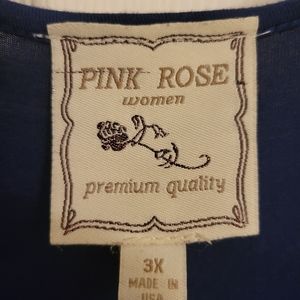 PINK ROSE
women
premium quality
3X
MADE IN
USA